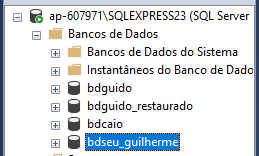 ap-607971\SQLEXPRESS23 (SQL Server
Bancos de Dados
Bancos de Dados do Sistema
Instantâneos do Banco de Dad
bdguido
bdguido_restaurado
bdcaio
bdseu_guilherme